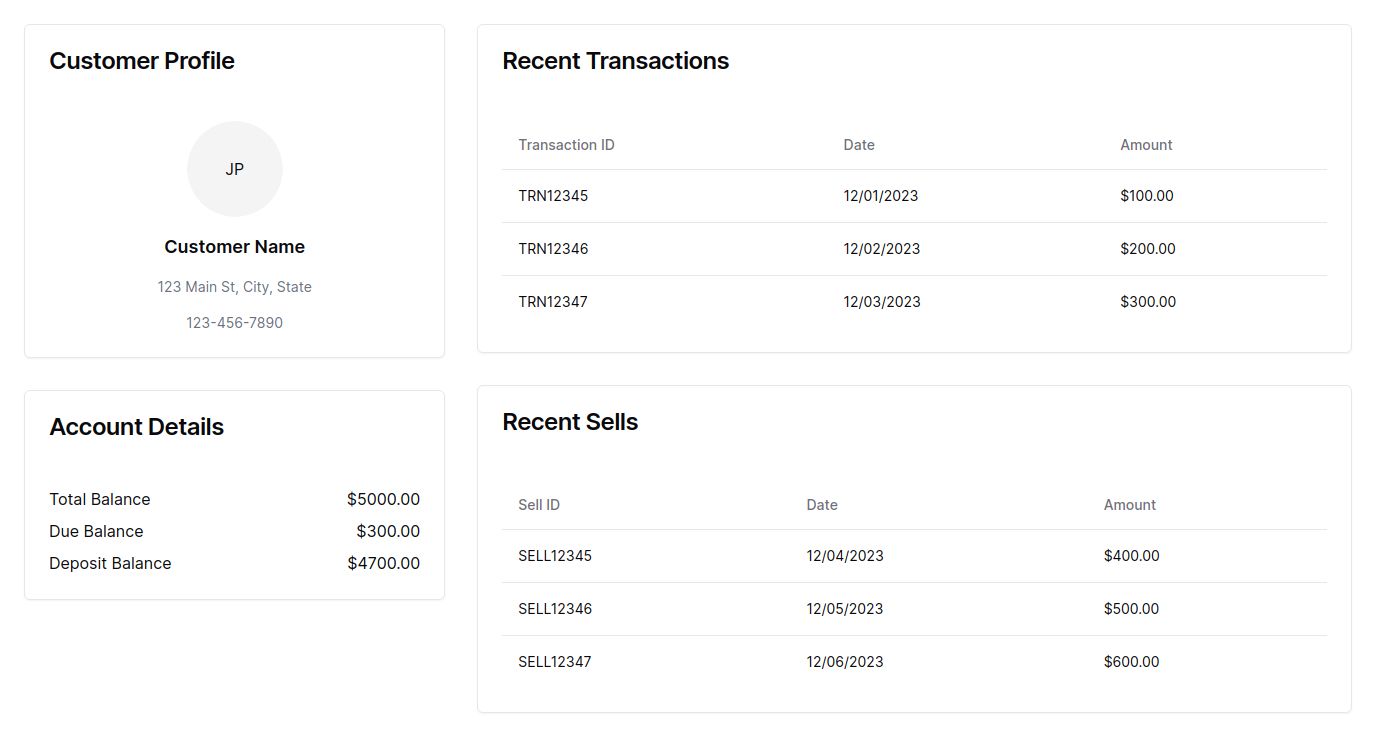 Customer Profile
JP
Customer Name
123 Main St, City, State
123-456-7890
Account Details
Total Balance $5000.00
Due Balance $300.00
Deposit Balance $4700.00
Recent Transactions
Transaction ID Date Amount
TRN12345 12/01/2023 $100.00
TRN12346 12/02/2023 $200.00
TRN12347 12/03/2023 $300.00
Recent Sells
Sell ID Date Amount
SELL12345 12/04/2023 $400.00
SELL12346 12/05/2023 $500.00
SELL12347 12/06/2023 $600.00